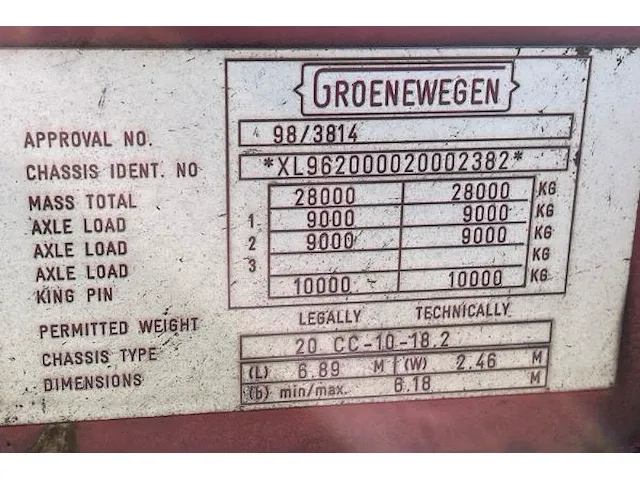 GROENEWEGEN
APPROVAL NO. 98/3814
CHASSIS IDENT. NO *XL962000020002382*
MASS TOTAL 28000 28000 KG
AXLE LOAD 1 9000 9000 KG
AXLE LOAD 2 9000 9000 KG
AXLE LOAD 3 KG
KING PIN 10000 10000 KG
PERMITTED WEIGHT LEGALLY TECHNICALLY
CHASSIS TYPE 20 CC-10-18.2
DIMENSIONS (L) 6.89 M (W) 2.46 M
(b) min/max. 6.18 M